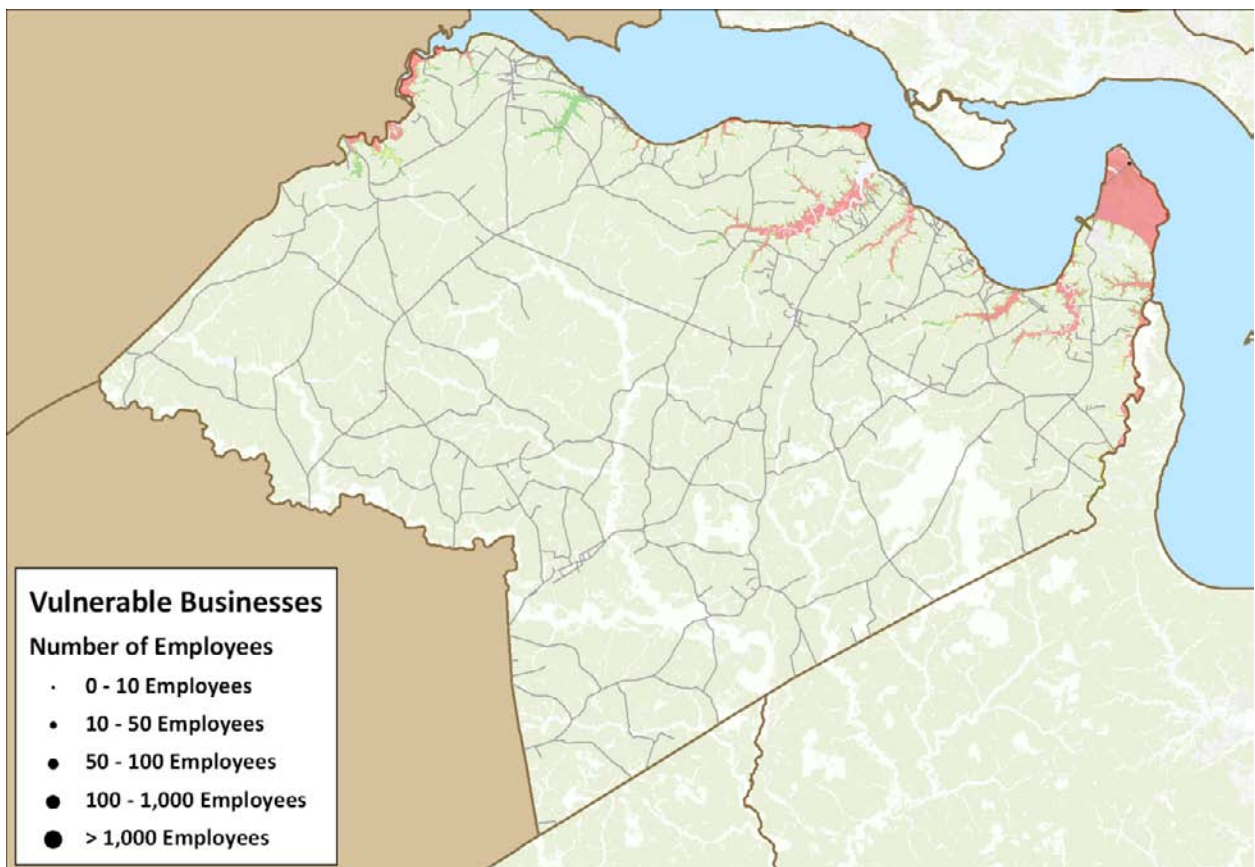 Vulnerable Businesses
Number of Employees
0 - 10 Employees
10 - 50 Employees
50 - 100 Employees
100 - 1,000 Employees
> 1,000 Employees